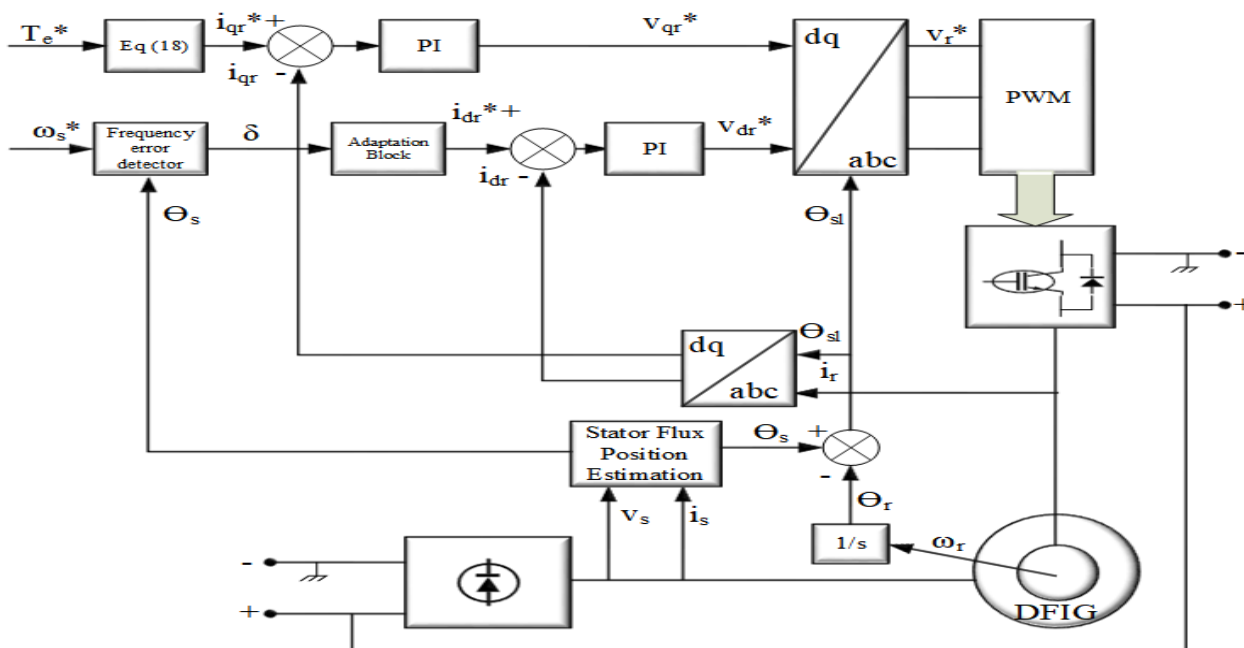 Te* Eq (18) iqr*+ PI vqr* dq vr* PWM
iqr -
ωs* Frequency error detector δ Adaptation Block idr*+ PI vdr* abc
idr -
Θs Θsl
-
+
dq Θsl
abc ir
Stator Flux
Position
Estimation
Θs +
-
Θr
vs is
1/s ωr
-
+
DFIG